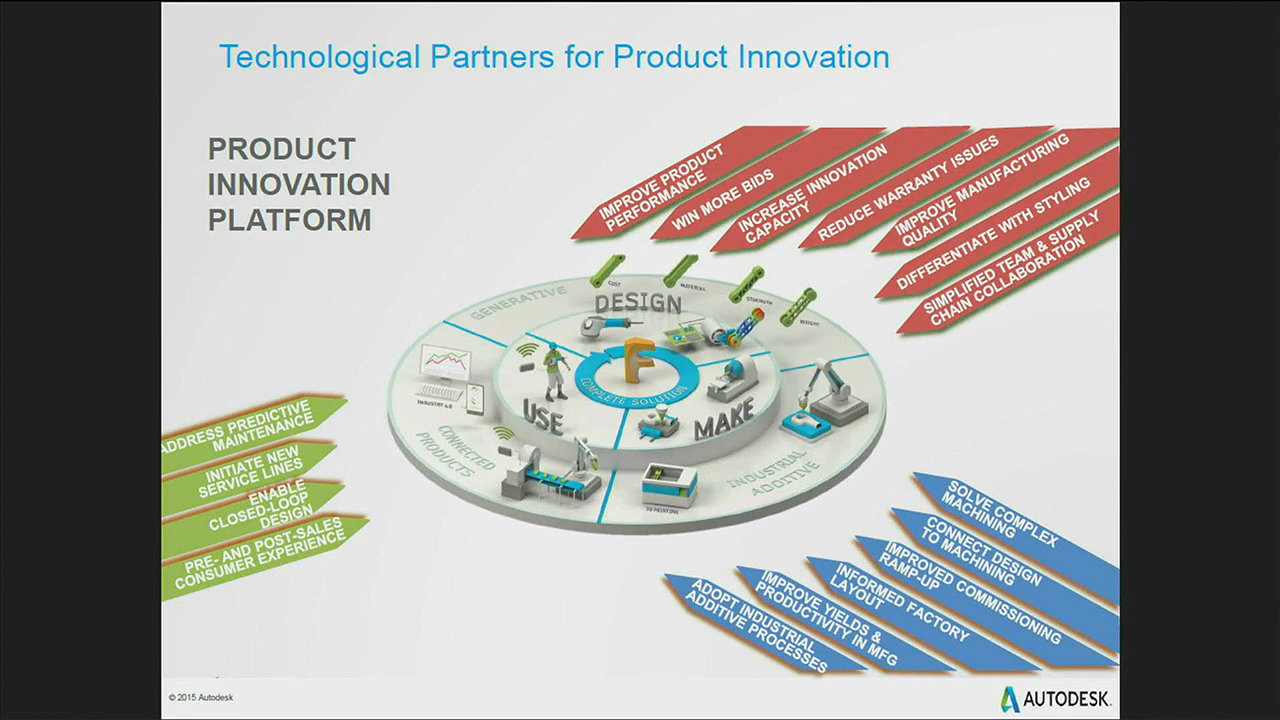 Technological Partners for Product Innovation
PRODUCT
INNOVATION
PLATFORM
IMPROVE PRODUCT
PERFORMANCE
WIN MORE BIDS
INCREASE INNOVATION
CAPACITY
REDUCE WARRANTY ISSUES
IMPROVE MANUFACTURING
QUALITY
DIFFERENTIATE WITH STYLING
SIMPLIFIED TEAM & SUPPLY
CHAIN COLLABORATION
GENERATIVE
DESIGN
COST
MATERIAL
STRENGTH
WEIGHT
F
COMPLETE SOLUTION
INDUSTRY 4.0
USE
MAKE
CONNECTED
PRODUCTS
INDUSTRIAL
ADDITIVE
3D PRINTING
ADDRESS PREDICTIVE
MAINTENANCE
INITIATE NEW
SERVICE LINES
ENABLE
CLOSED-LOOP
DESIGN
PRE- AND POST-SALES
CONSUMER EXPERIENCE
SOLVE COMPLEX
MACHINING
CONNECT DESIGN
TO MACHINING
IMPROVED COMMISSIONING
RAMP-UP
INFORMED FACTORY
LAYOUT
IMPROVE YIELDS &
PRODUCTIVITY IN MFG
ADOPT INDUSTRIAL
ADDITIVE PROCESSES
© 2015 Autodesk
AUTODESK.